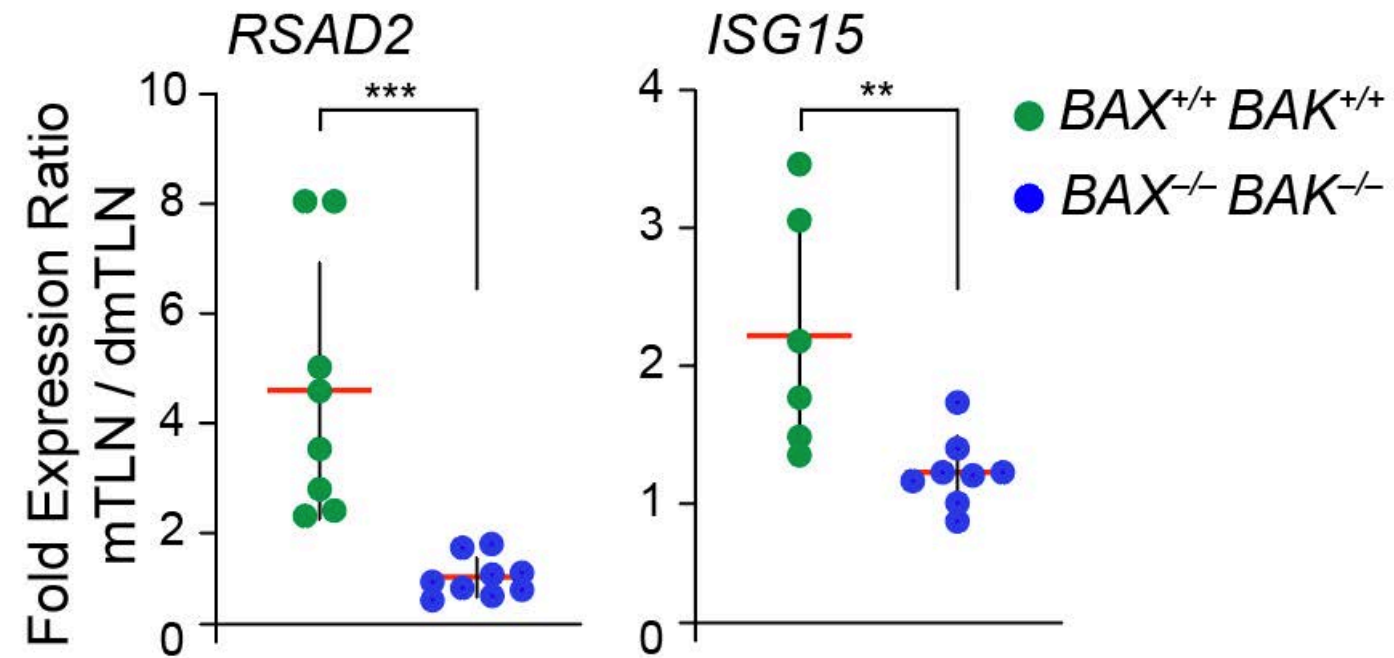 RSAD2
ISG15
Fold Expression Ratio
mTLN / dmTLN
10
8
6
4
2
0
***
4
3
2
1
0
**
BAX+/+ BAK+/+
BAX–/– BAK–/–